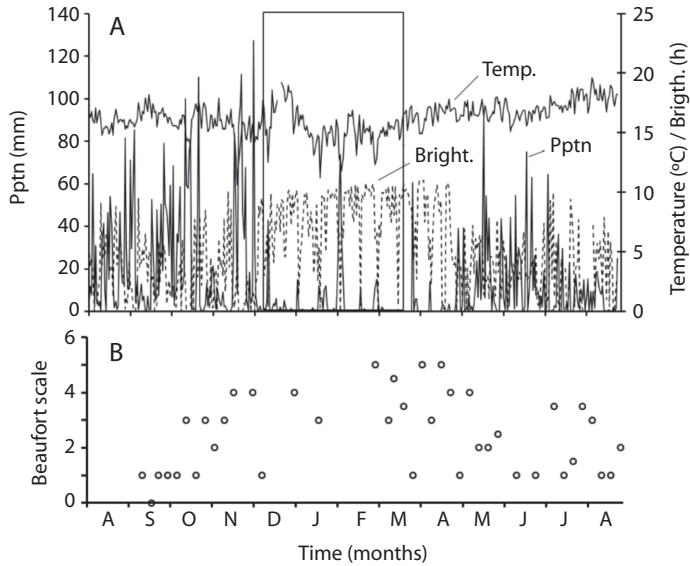 A
Pptn (mm)
140
120
100
80
60
40
20
0
Temp.
Bright.
Pptn
25
20
15
10
5
0
Temperature (ºC) / Brigth. (h)
B
Beaufort scale
6
4
2
0
A S O N D J F M A M J J A
Time (months)